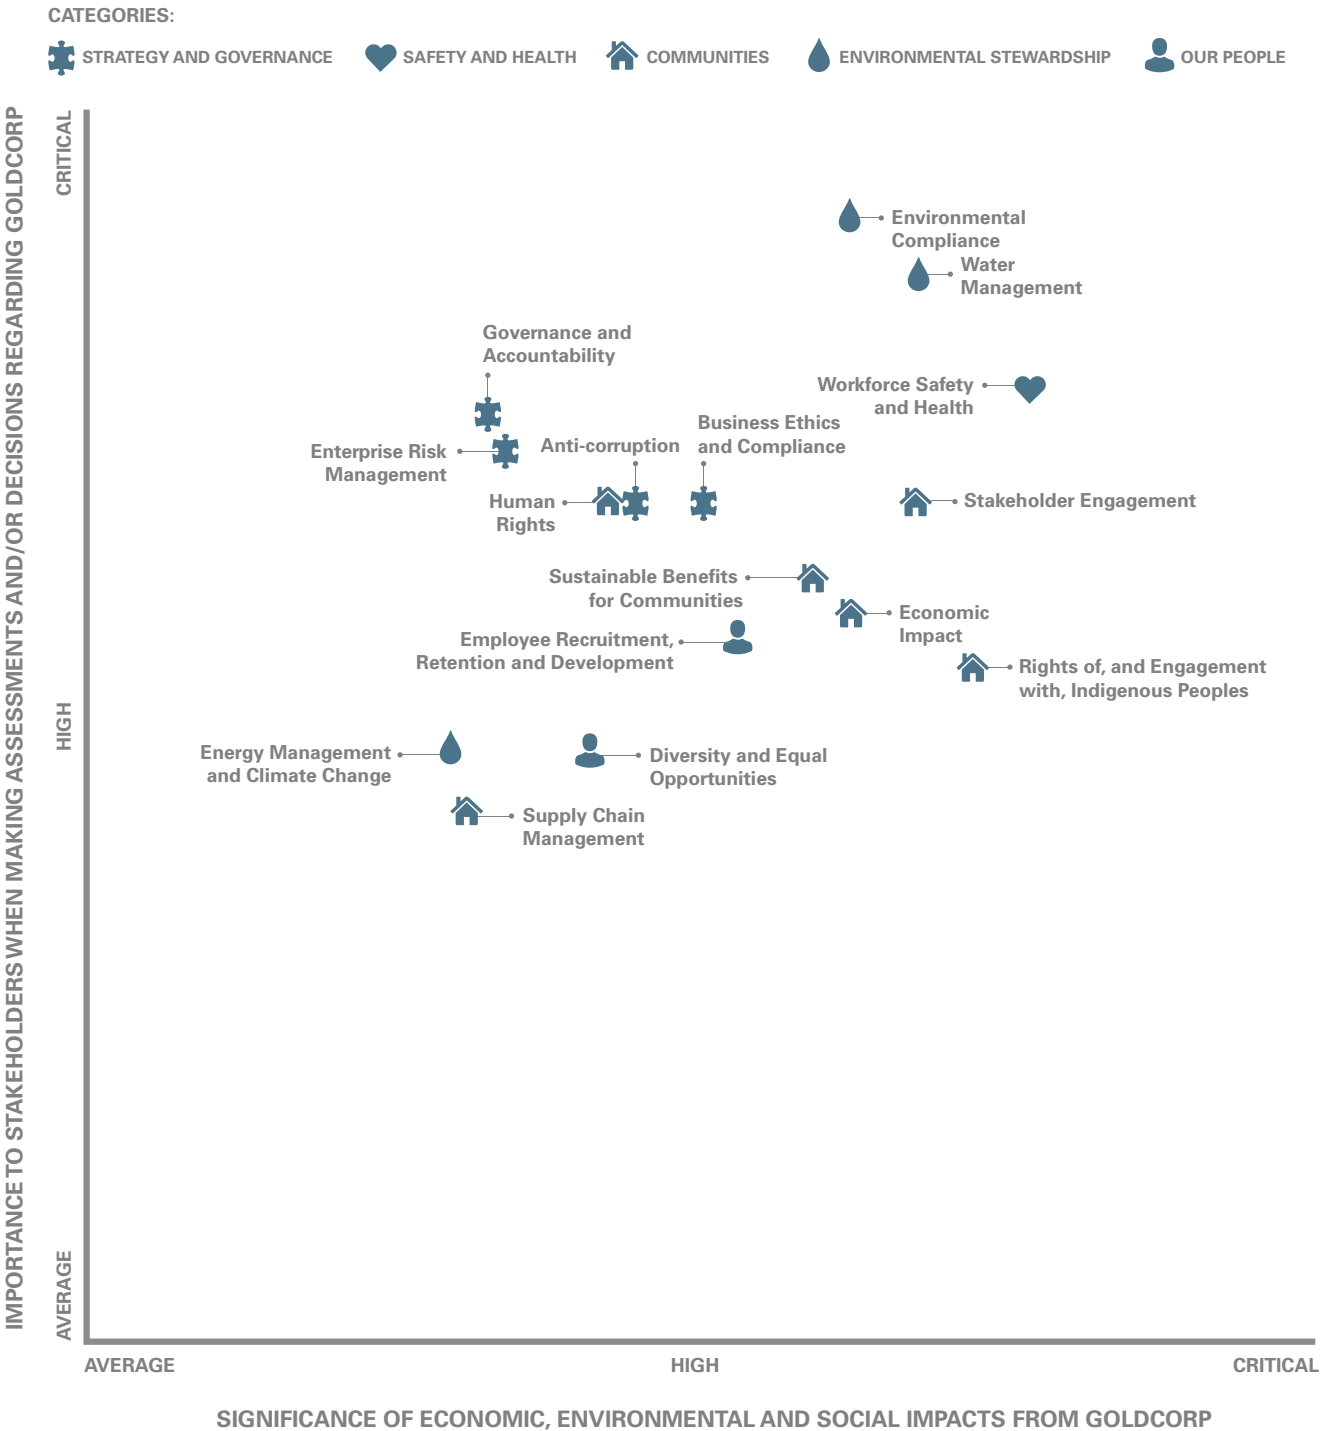 CATEGORIES:
STRATEGY AND GOVERNANCE
SAFETY AND HEALTH
COMMUNITIES
ENVIRONMENTAL STEWARDSHIP
OUR PEOPLE
IMPORTANCE TO STAKEHOLDERS WHEN MAKING ASSESSMENTS AND/OR DECISIONS REGARDING GOLDCORP
CRITICAL
HIGH
AVERAGE
Environmental
Compliance
Water
Management
Governance and
Accountability
Workforce Safety
and Health
Business Ethics
and Compliance
Enterprise Risk
Management
Anti-corruption
Human
Rights
Stakeholder Engagement
Sustainable Benefits
for Communities
Economic
Impact
Employee Recruitment,
Retention and Development
Rights of, and Engagement
with, Indigenous Peoples
Energy Management
and Climate Change
Diversity and Equal
Opportunities
Supply Chain
Management
AVERAGE
HIGH
CRITICAL
SIGNIFICANCE OF ECONOMIC, ENVIRONMENTAL AND SOCIAL IMPACTS FROM GOLDCORP